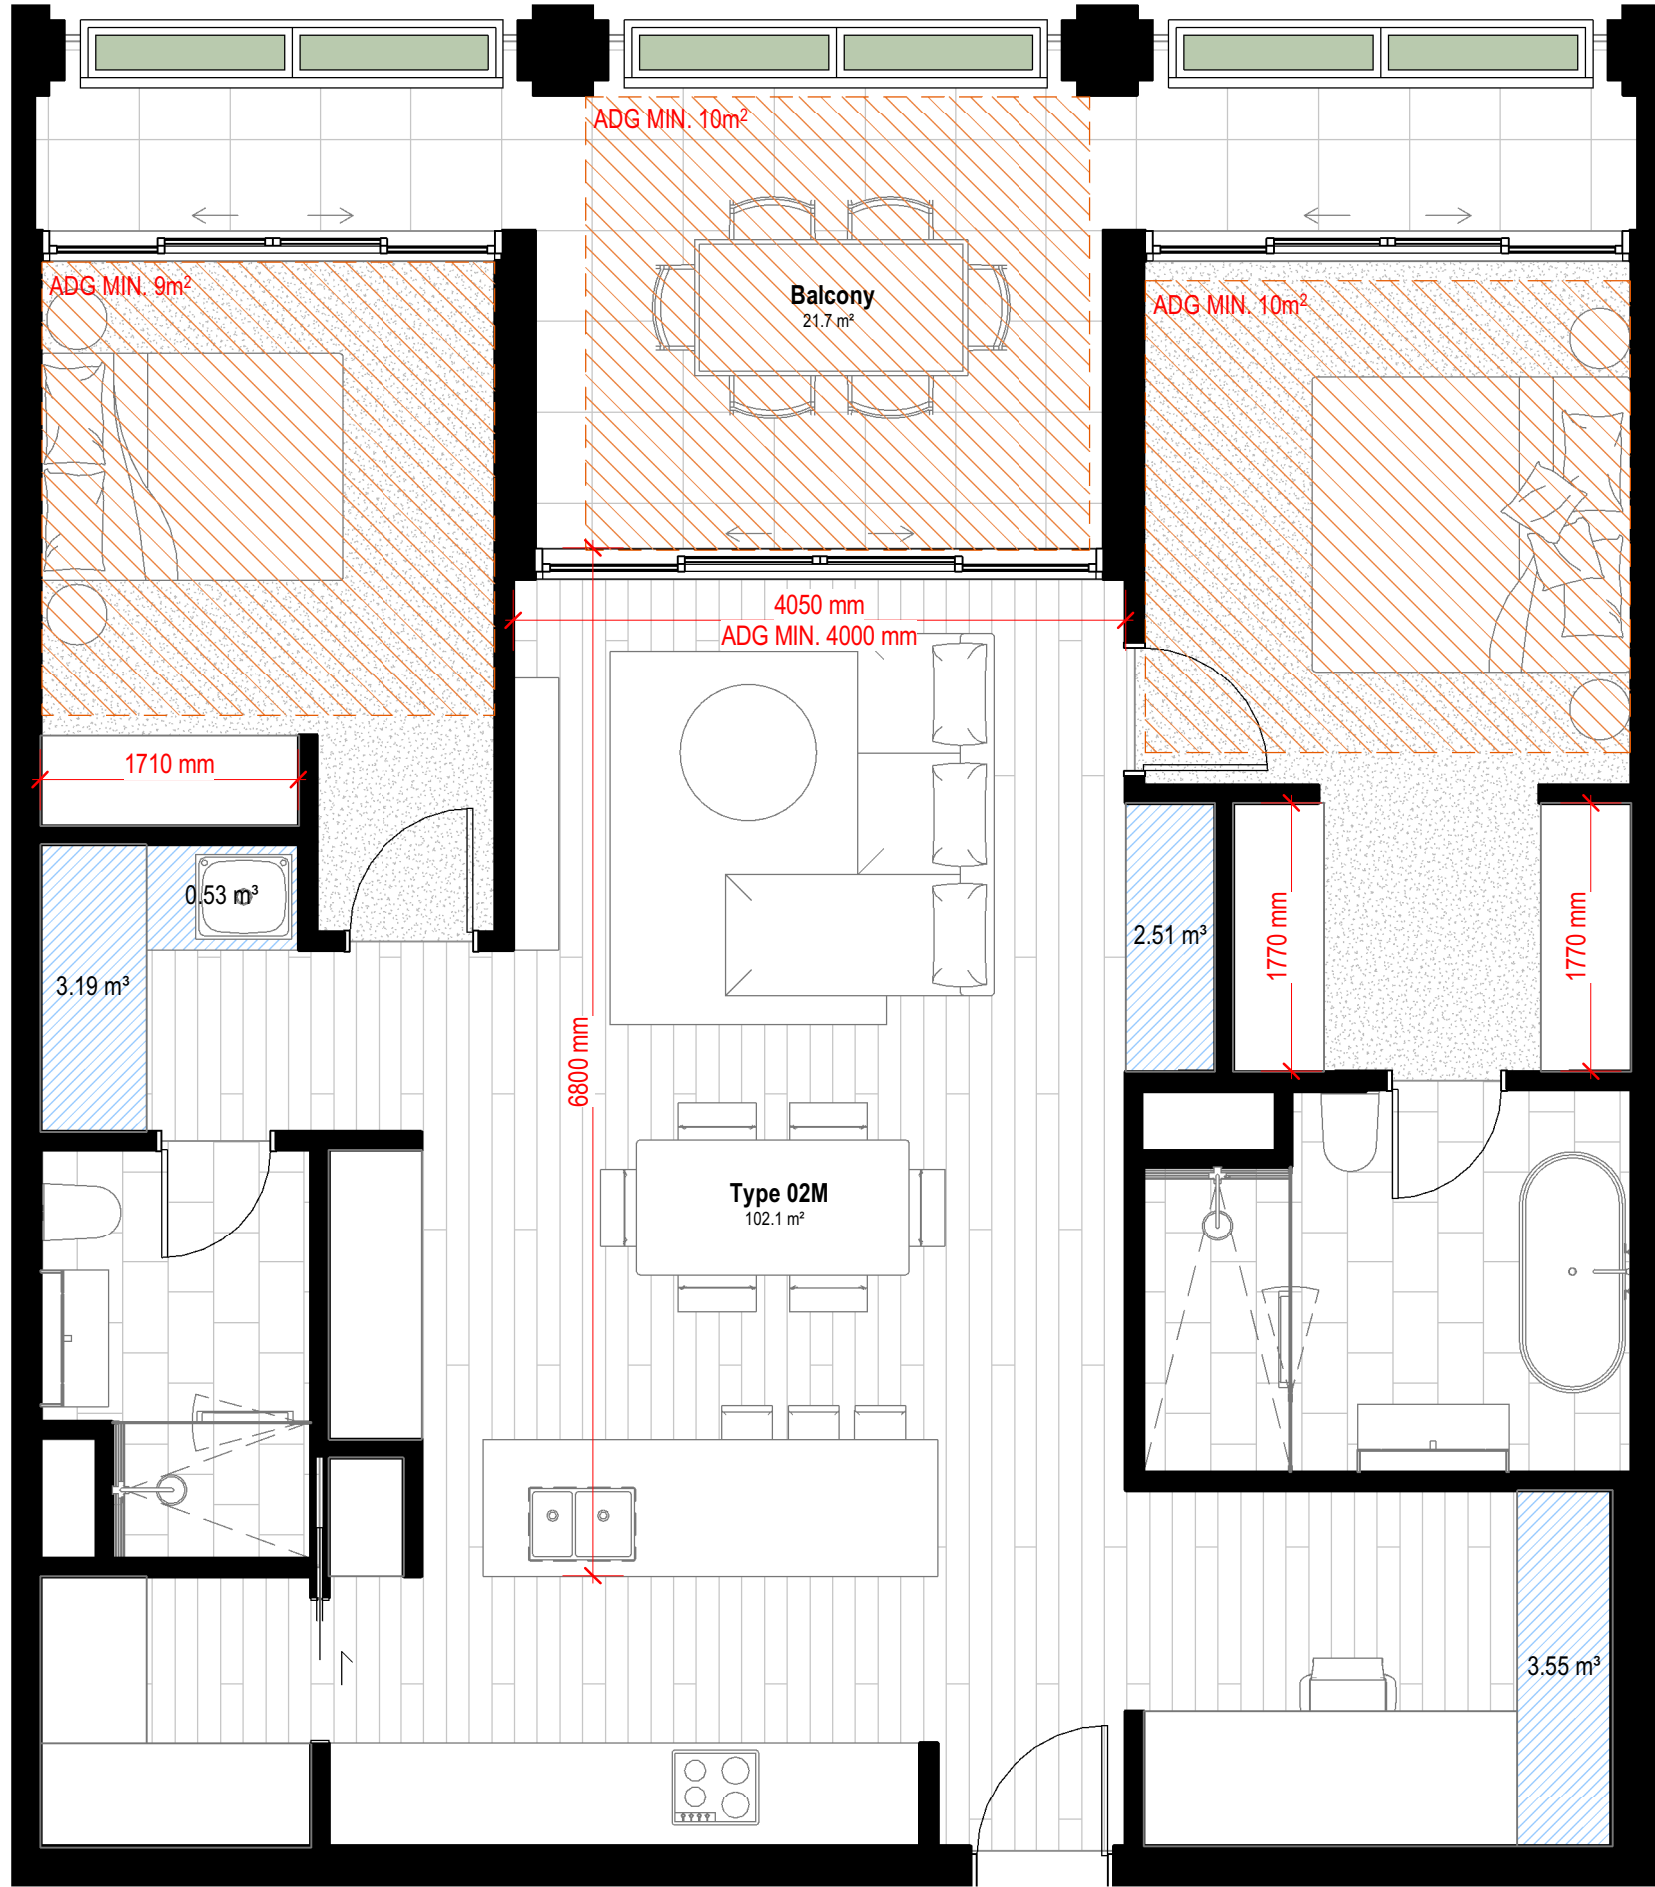 ADG MIN. 10m²
ADG MIN. 9m²
Balcony
21.7 m²
ADG MIN. 10m²
4050 mm
ADG MIN. 4000 mm
1710 mm
0.53 m³
3.19 m³
2.51 m³
1770 mm
1770 mm
6800 mm
Type 02M
102.1 m²
3.55 m³